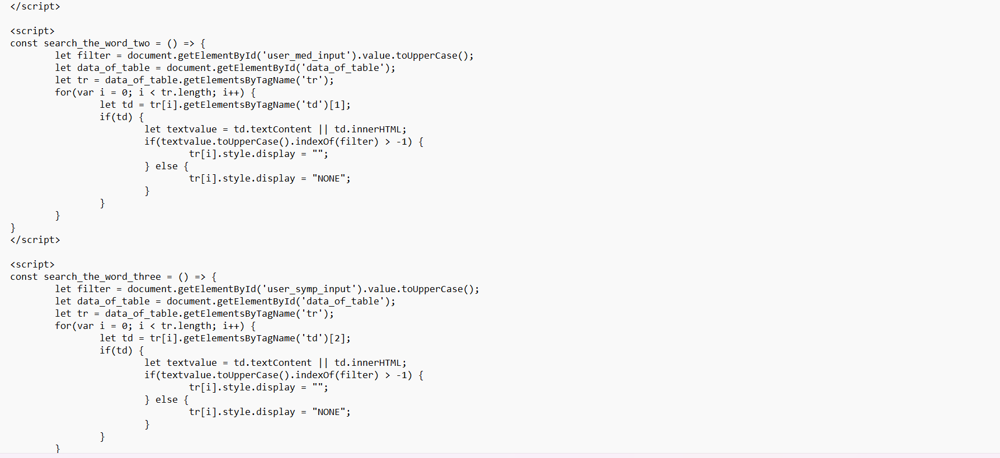 </script>

<script>
const search_the_word_two = () => {
        let filter = document.getElementById('user_med_input').value.toUpperCase();
        let data_of_table = document.getElementById('data_of_table');
        let tr = data_of_table.getElementsByTagName('tr');
        for(var i = 0; i < tr.length; i++) {
                let td = tr[i].getElementsByTagName('td')[1];
                if(td) {
                        let textvalue = td.textContent || td.innerHTML;
                        if(textvalue.toUpperCase().indexOf(filter) > -1) {
                                tr[i].style.display = "";
                        } else {
                                tr[i].style.display = "NONE";
                        }
                }
        }
}
</script>

<script>
const search_the_word_three = () => {
        let filter = document.getElementById('user_symp_input').value.toUpperCase();
        let data_of_table = document.getElementById('data_of_table');
        let tr = data_of_table.getElementsByTagName('tr');
        for(var i = 0; i < tr.length; i++) {
                let td = tr[i].getElementsByTagName('td')[2];
                if(td) {
                        let textvalue = td.textContent || td.innerHTML;
                        if(textvalue.toUpperCase().indexOf(filter) > -1) {
                                tr[i].style.display = "";
                        } else {
                                tr[i].style.display = "NONE";
                        }
                }
        }